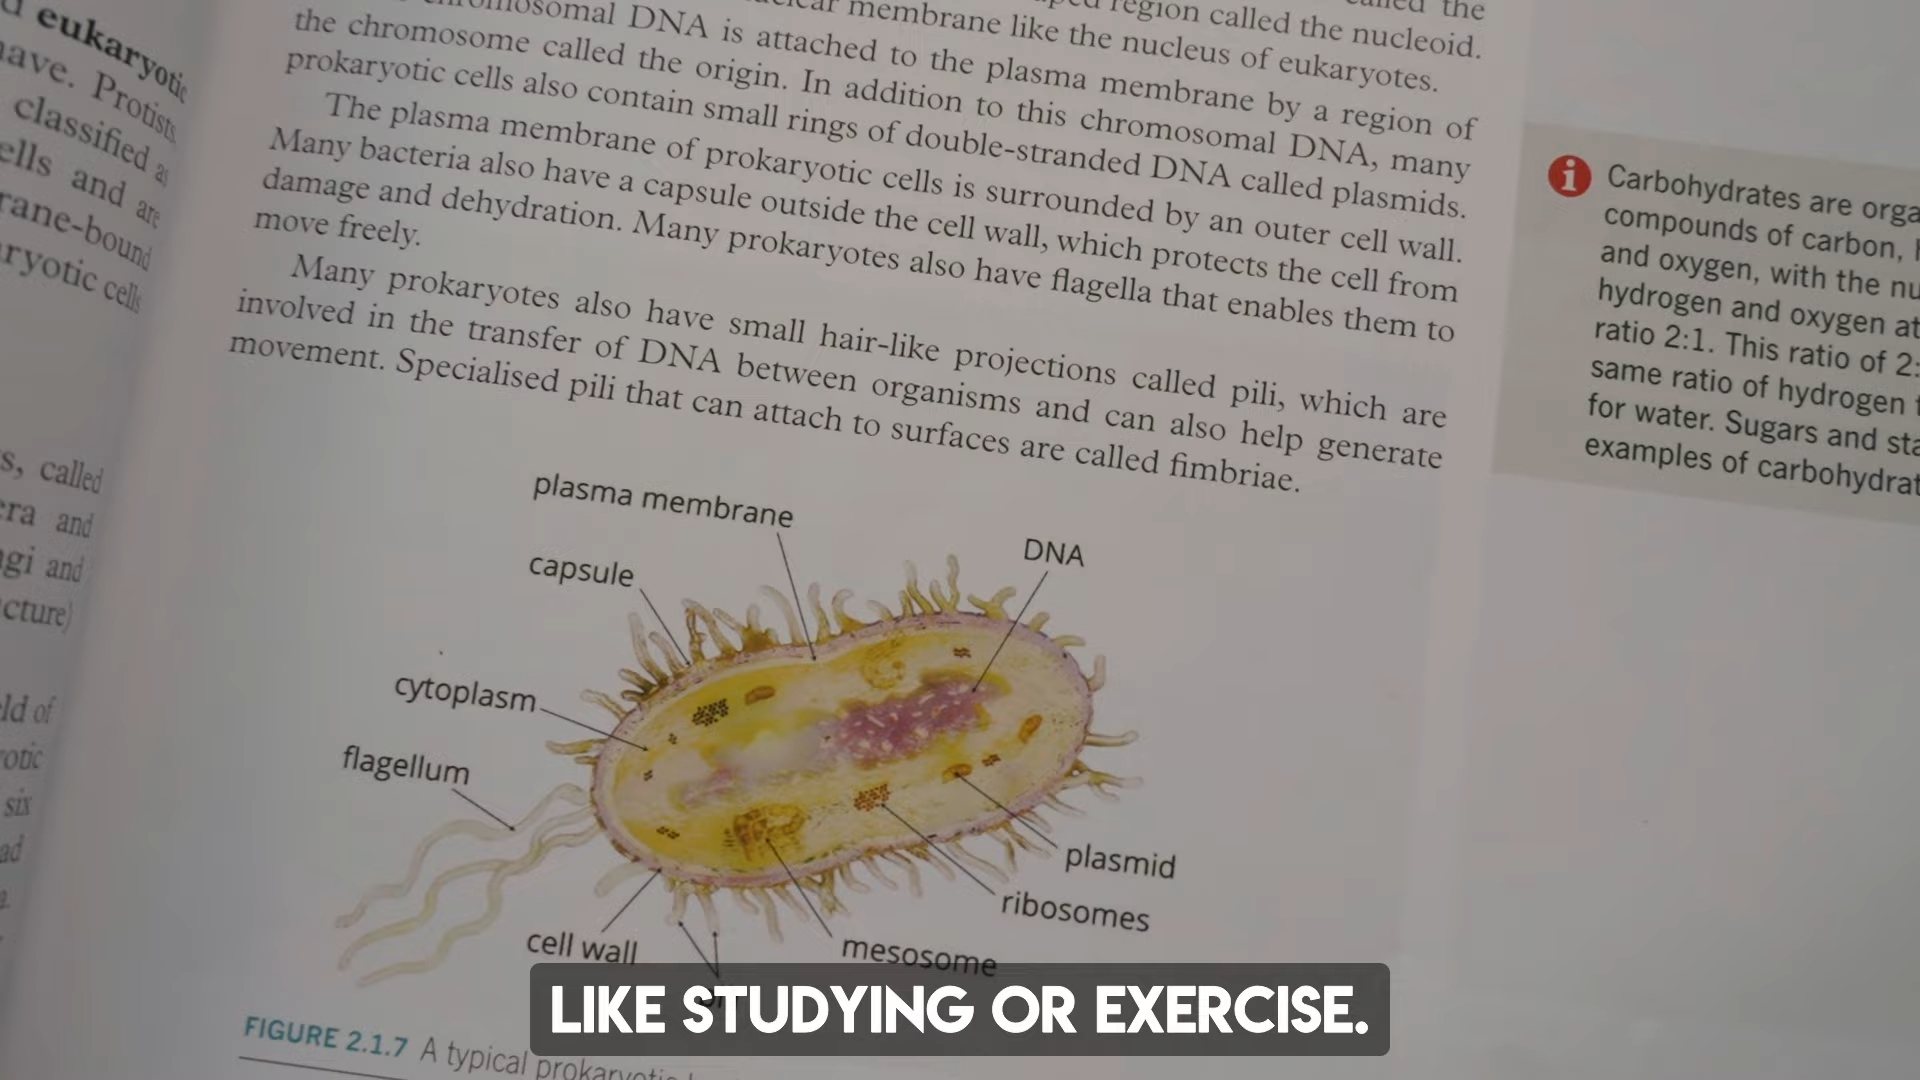 d eukaryotic
have. Protists,
classified as
ells and are
rane-bound
ryotic cells
s, called
era and
gi and
cture)
ld of
otic
six
ad
called the
region called the nucleoid.
membrane like the nucleus of eukaryotes.
DNA is attached to the plasma membrane by a region of
the chromosome called the origin. In addition to this chromosomal DNA, many
prokaryotic cells also contain small rings of double-stranded DNA called plasmids.
The plasma membrane of prokaryotic cells is surrounded by an outer cell wall.
Many bacteria also have a capsule outside the cell wall, which protects the cell from
damage and dehydration. Many prokaryotes also have flagella that enables them to
move freely.
Many prokaryotes also have small hair-like projections called pili, which are
involved in the transfer of DNA between organisms and can also help generate
movement. Specialised pili that can attach to surfaces are called fimbriae.
i
Carbohydrates are orga
compounds of carbon, h
and oxygen, with the nu
hydrogen and oxygen at
ratio 2:1. This ratio of 2:
same ratio of hydrogen t
for water. Sugars and sta
examples of carbohydrat
plasma membrane
DNA
capsule
cytoplasm
flagellum
plasmid
ribosomes
cell wall
mesosome
LIKE STUDYING OR EXERCISE.
FIGURE 2.1.7 A typical prokaryotic